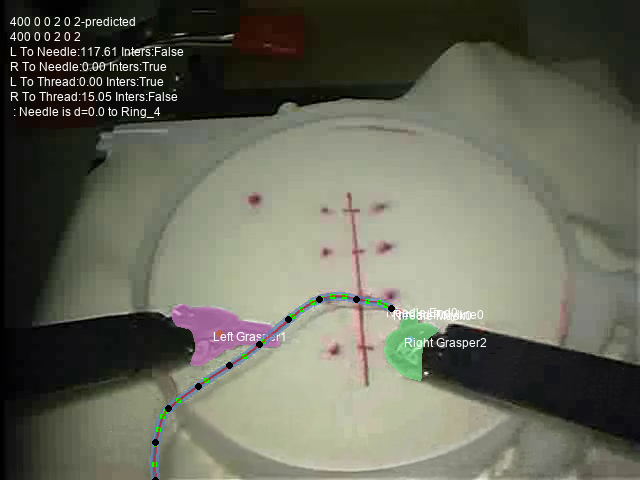 400 0 0 2 0 2-predicted
400 0 0 2 0 2
L To Needle:117.61 Inters:False
R To Needle:0.00 Inters:True
L To Thread:0.00 Inters:True
R To Thread:15.05 Inters:False
: Needle is d=0.0 to Ring_4
Left Grasper1
Right Grasper2